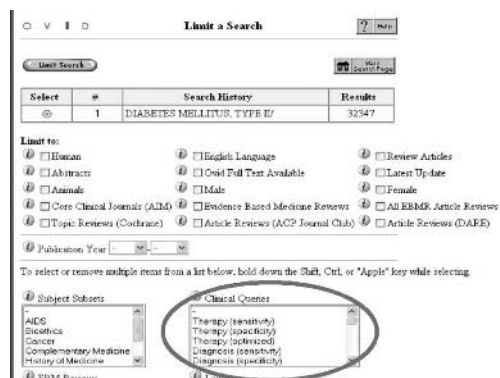 O V I D
Limit a Search
? Help
Limit Search
Main Search Page
Select # Search History Results
1 DIABETES MELLITUS, TYPE II/ 32347
Limit to:
Human English Language Review Articles
Abstracts Ovid Full Text Available Latest Update
Animals Male Female
Core Clinical Journals (AIM) Evidence Based Medicine Reviews All EBMR Article Reviews
Topic Reviews (Cochrane) Article Reviews (ACP Journal Club) Article Reviews (DARE)
Publication Year - - -
To select or remove multiple items from a list below, hold down the Shift, Ctrl, or "Apple" key while selecting.
Subject Subsets Clinical Queries
- -
AIDS Therapy (sensitivity)
Bioethics Therapy (specificity)
Cancer Therapy (optimized)
Complementary Medicine Diagnosis (sensitivity)
History of Medicine Diagnosis (specificity)
EBM Reviews